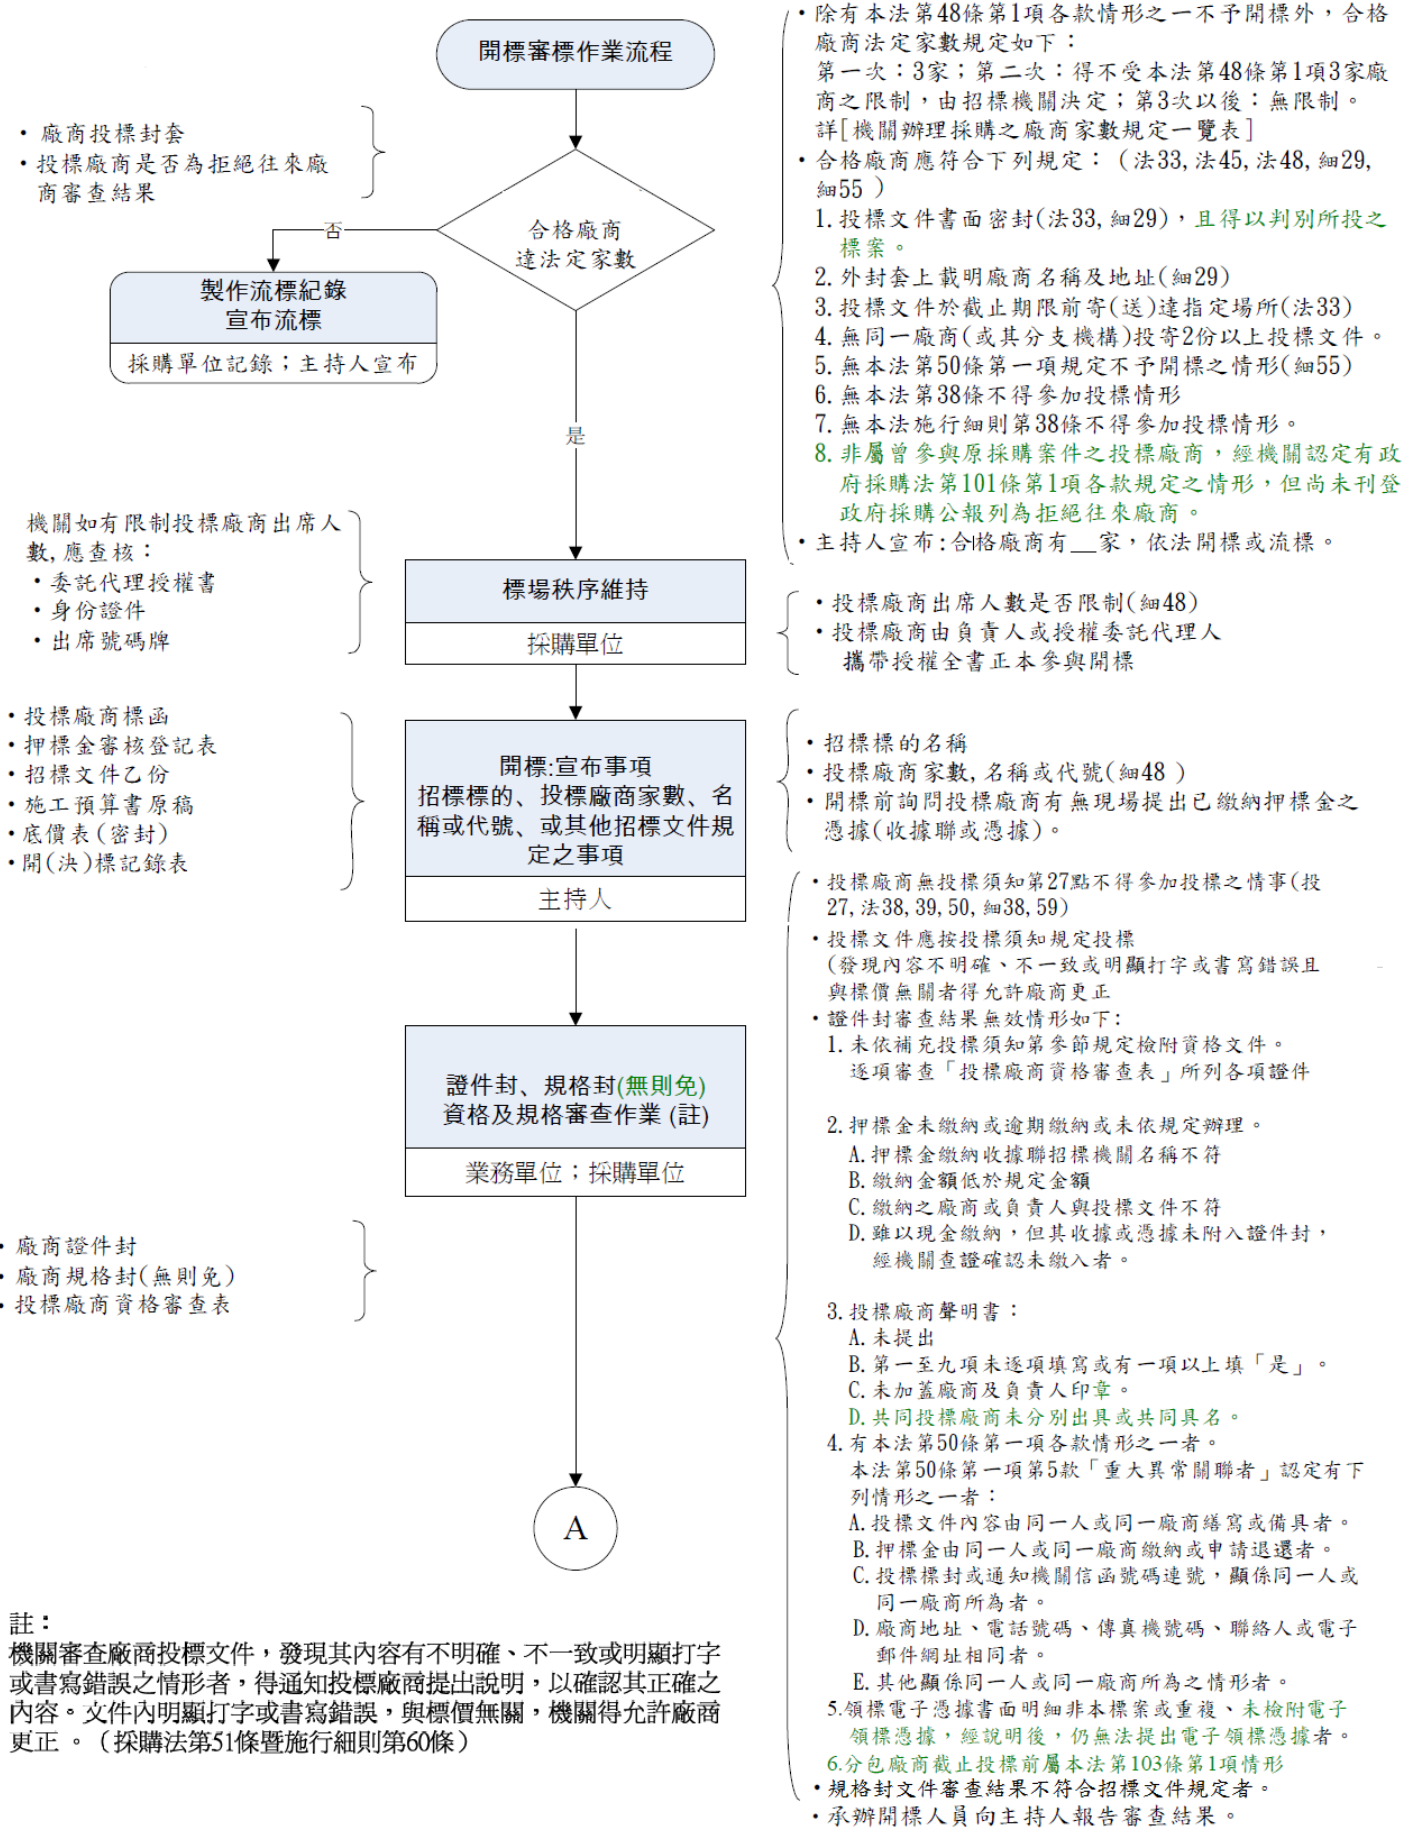 開標審標作業流程
• 廠商投標封套
• 投標廠商是否為拒絕往來廠
商審查結果
合格廠商
達法定家數
否
製作流標紀錄
宣布流標
採購單位記錄；主持人宣布
是
• 除有本法第48條第1項各款情形之一不予開標外，合格
廠商法定家數規定如下：
第一次：3家；第二次：得不受本法第48條第1項3家廠
商之限制，由招標機關決定；第3次以後：無限制。
詳[機關辦理採購之廠商家數規定一覽表]
• 合格廠商應符合下列規定：（法33,法45,法48,細29,
細55 ）
1.投標文件書面密封(法33,細29)，且得以判別所投之
標案。
2.外封套上載明廠商名稱及地址(細29)
3.投標文件於截止期限前寄(送)達指定場所(法33)
4.無同一廠商(或其分支機構)投寄2份以上投標文件。
5.無本法第50條第一項規定不予開標之情形(細55)
6.無本法第38條不得參加投標情形
7.無本法施行細則第38條不得參加投標情形。
8.非屬曾參與原採購案件之投標廠商，經機關認定有政
府採購法第101條第1項各款規定之情形，但尚未刊登
政府採購公報列為拒絕往來廠商。
• 主持人宣布:合格廠商有__家，依法開標或流標。
機關如有限制投標廠商出席人
數,應查核：
• 委託代理授權書
• 身份證件
• 出席號碼牌
標場秩序維持
採購單位
• 投標廠商出席人數是否限制(細48)
• 投標廠商由負責人或授權委託代理人
攜帶授權全書正本參與開標
• 投標廠商標函
• 押標金審核登記表
• 招標文件乙份
• 施工預算書原稿
• 底價表(密封)
• 開(決)標記錄表
開標:宣布事項
招標標的、投標廠商家數、名
稱或代號、或其他招標文件規
定之事項
主持人
• 招標標的名稱
• 投標廠商家數,名稱或代號(細48 )
• 開標前詢問投標廠商有無現場提出已繳納押標金之
憑據(收據聯或憑據)。
• 投標廠商無投標須知第27點不得參加投標之情事(投
27,法38,39,50,細38,59)
• 投標文件應按投標須知規定投標
(發現內容不明確、不一致或明顯打字或書寫錯誤且
與標價無關者得允許廠商更正
• 證件封審查結果無效情形如下:
1.未依補充投標須知第參節規定檢附資格文件。
逐項審查「投標廠商資格審查表」所列各項證件
2.押標金未繳納或逾期繳納或未依規定辦理。
A.押標金繳納收據聯招標機關名稱不符
B.繳納金額低於規定金額
C.繳納之廠商或負責人與投標文件不符
D.雖以現金繳納，但其收據或憑據未附入證件封，
經機關查證確認未繳入者。
3.投標廠商聲明書：
A.未提出
B.第一至九項未逐項填寫或有一項以上填「是」。
C.未加蓋廠商及負責人印章。
D.共同投標廠商未分別出具或共同具名。
4.有本法第50條第一項各款情形之一者。
本法第50條第一項第5款「重大異常關聯者」認定有下
列情形之一者：
A.投標文件內容由同一人或同一廠商繕寫或備具者。
B.押標金由同一人或同一廠商繳納或申請退還者。
C.投標標封或通知機關信函號碼連號，顯係同一人或
同一廠商所為者。
D.廠商地址、電話號碼、傳真機號碼、聯絡人或電子
郵件網址相同者。
E.其他顯係同一人或同一廠商所為之情形者。
5.領標電子憑據書面明細非本標案或重複、未檢附電子
領標憑據，經說明後，仍無法提出電子領標憑據者。
6.分包廠商截止投標前屬本法第103條第1項情形
• 規格封文件審查結果不符合招標文件規定者。
• 承辦開標人員向主持人報告審查結果。
證件封、規格封(無則免)
資格及規格審查作業 (註)
業務單位；採購單位
• 廠商證件封
• 廠商規格封(無則免)
• 投標廠商資格審查表
A
註：
機關審查廠商投標文件，發現其內容有不明確、不一致或明顯打字
或書寫錯誤之情形者，得通知投標廠商提出說明，以確認其正確之
內容。文件內明顯打字或書寫錯誤，與標價無關，機關得允許廠商
更正 。（採購法第51條暨施行細則第60條）